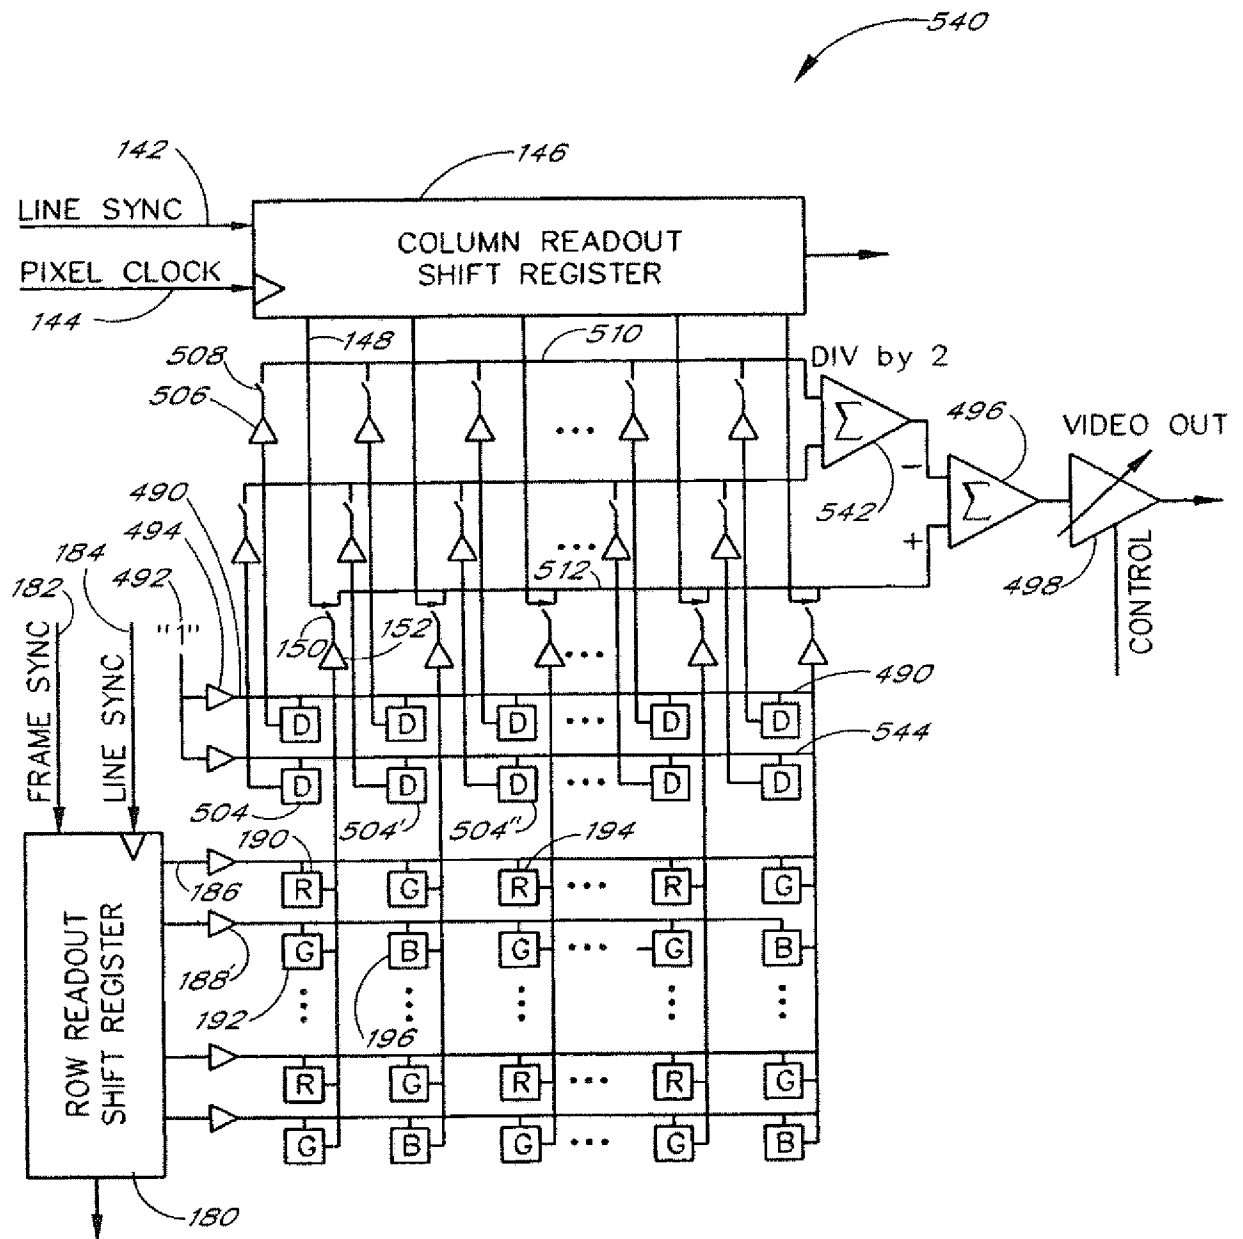 540
142
146
LINE SYNC
COLUMN READOUT
SHIFT REGISTER
PIXEL CLOCK
144
148
510
DIV by 2
508
506
Σ
496
VIDEO OUT
490
494
184
492
182
542
−
Σ
+
512
498
CONTROL
"1"
150
152
FRAME SYNC
LINE SYNC
490
D D D D D
544
D D D D D
504
504'
504"
190
194
186
R G R R G
188'
G B G G B
192
196
ROW READOUT
SHIFT REGISTER
R G R R G
G B G G B
180